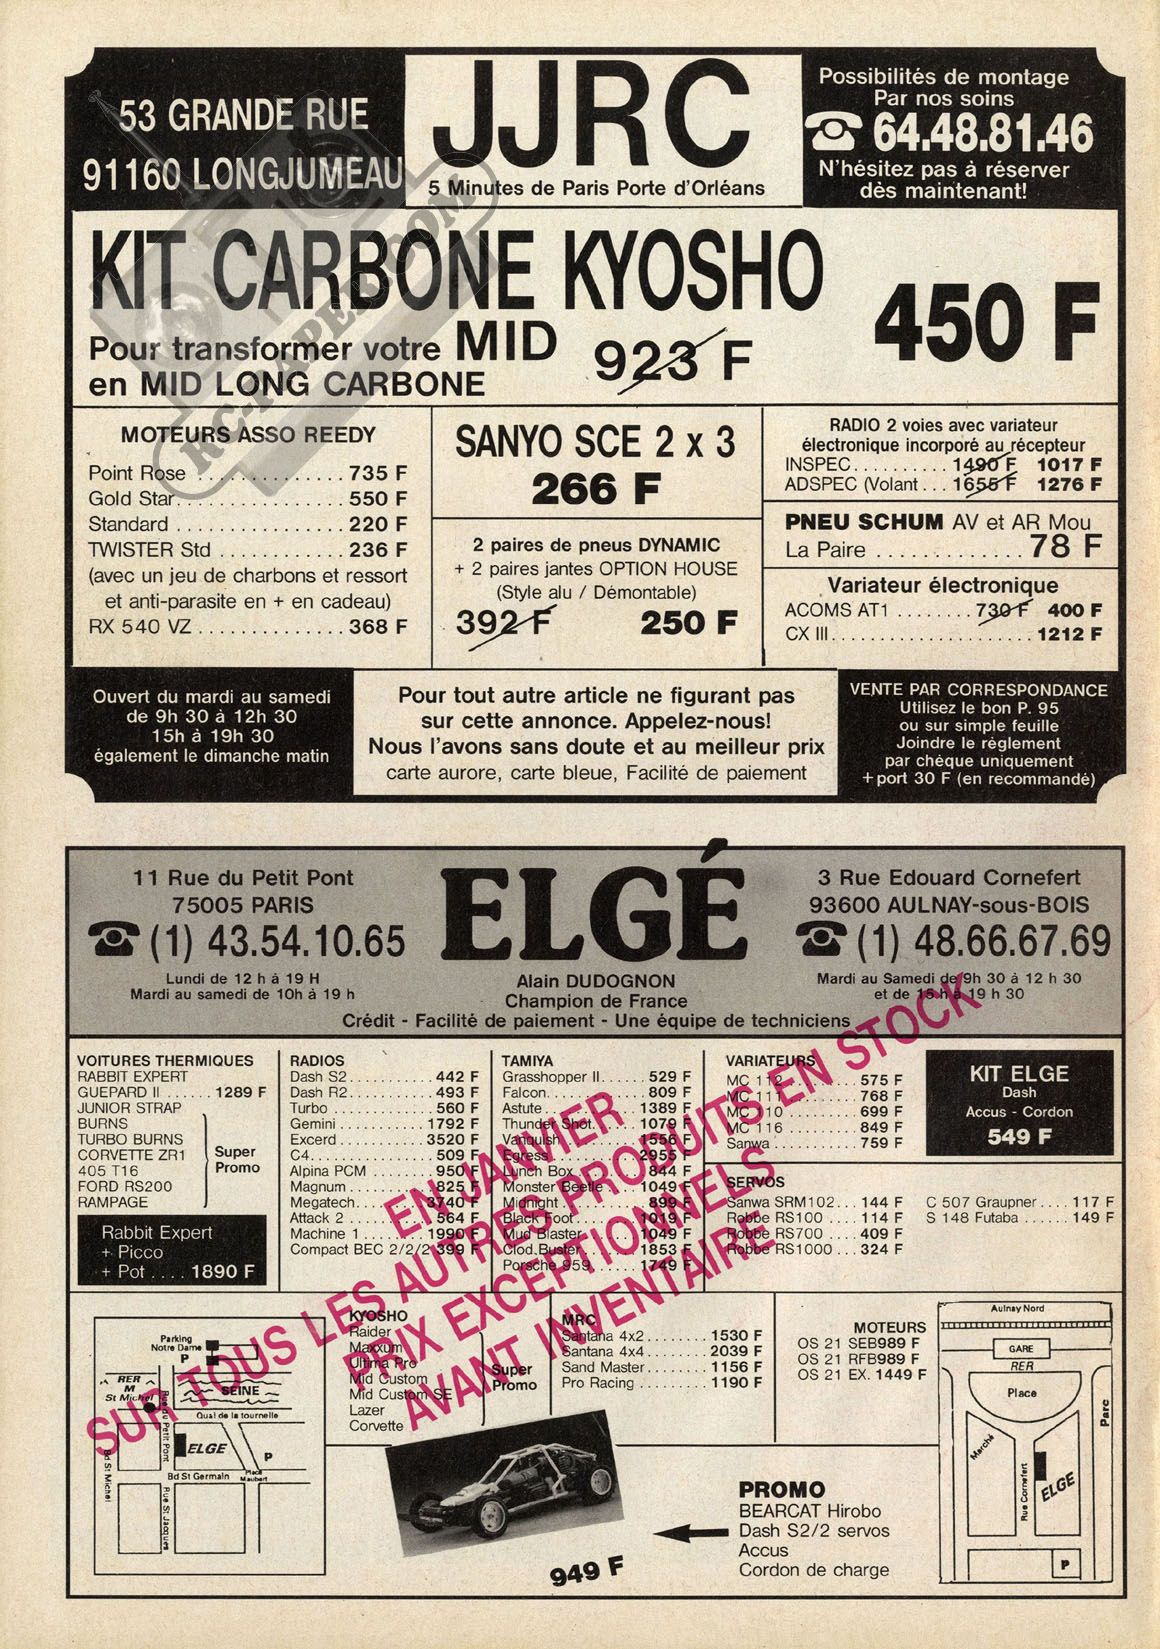 53 GRANDE RUE
91160 LONGJUMEAU
JJRC
5 Minutes de Paris Porte d'Orléans
Possibilités de montage
Par nos soins
64.48.81.46
N'hésitez pas à réserver
dès maintenant!
KIT CARBONE KYOSHO
Pour transformer votre MID
en MID LONG CARBONE
923 F
450 F
MOTEURS ASSO REEDY
Point Rose .............. 735 F
Gold Star ................ 550 F
Standard ................ 220 F
TWISTER Std ............ 236 F
(avec un jeu de charbons et ressort
et anti-parasite en + en cadeau)
RX 540 VZ .............. 368 F
SANYO SCE 2 x 3
266 F
2 paires de pneus DYNAMIC
+ 2 paires jantes OPTION HOUSE
(Style alu / Démontable)
392 F 250 F
RADIO 2 voies avec variateur
électronique incorporé au récepteur
INSPEC.......... 1490 F 1017 F
ADSPEC (Volant... 1655 F 1276 F
PNEU SCHUM AV et AR Mou
La Paire ............ 78 F
Variateur électronique
ACOMS AT1 ........ 730 F 400 F
CX III.................... 1212 F
Ouvert du mardi au samedi
de 9h 30 à 12h 30
15h à 19h 30
également le dimanche matin
Pour tout autre article ne figurant pas
sur cette annonce. Appelez-nous!
Nous l'avons sans doute et au meilleur prix
carte aurore, carte bleue, Facilité de paiement
VENTE PAR CORRESPONDANCE
Utilisez le bon P. 95
ou sur simple feuille
Joindre le règlement
par chèque uniquement
+ port 30 F (en recommandé)
RC-PAPER.COM
11 Rue du Petit Pont
75005 PARIS
(1) 43.54.10.65
Lundi de 12 h à 19 H
Mardi au samedi de 10h à 19 h
ELGÉ
Alain DUDOGNON
Champion de France
Crédit - Facilité de paiement - Une équipe de techniciens
3 Rue Edouard Cornefert
93600 AULNAY-sous-BOIS
(1) 48.66.67.69
Mardi au Samedi de 9h 30 à 12 h 30
et de 15 h à 19 h 30
VOITURES THERMIQUES
RABBIT EXPERT
GUEPARD II ...... 1289 F
JUNIOR STRAP
BURNS
TURBO BURNS
CORVETTE ZR1
405 T16
FORD RS200
RAMPAGE
Super
Promo
Rabbit Expert
+ Picco
+ Pot .... 1890 F
RADIOS
Dash S2........... 442 F
Dash R2........... 493 F
Turbo ............. 560 F
Gemini ............ 1792 F
Excerd ............ 3520 F
C4................. 509 F
Alpina PCM ....... 950 F
Magnum .......... 825 F
Megatech......... 3740 F
Attack 2 .......... 564 F
Machine 1 ........ 1990 F
Compact BEC 2/2/2 399 F
TAMIYA
Grasshopper II ...... 529 F
Falcon............. 809 F
Astute ............ 1389 F
Thunder Shot..... 1079 F
Vanquish.......... 1556 F
Egress............ 2955 F
Lunch Box ....... 844 F
Monster Beetle... 1049 F
Midnight .......... 899 F
Black Foot........ 1019 F
Mud Blaster...... 1049 F
Clod.Buster....... 1853 F
Porsche 959...... 1749 F
VARIATEURS
MC 112 ........... 575 F
MC 111 ........... 768 F
MC 110 ........... 699 F
MC 116 ........... 849 F
Sanwa............ 759 F
KIT ELGE
Dash
Accus - Cordon
549 F
SERVOS
Sanwa SRM102... 144 F
Robbe RS100 .... 114 F
Robbe RS700 .... 409 F
Robbe RS1000 ... 324 F
C 507 Graupner .... 117 F
S 148 Futaba ...... 149 F
EN JANVIER
SUR TOUS LES AUTRES PRODUITS EN STOCK
PRIX EXCEPTIONNELS
AVANT INVENTAIRE
KYOSHO
Raider
Maxxum
Ultima Pro
Mid Custom
Mid Custom SE
Lazer
Corvette
Super
Promo
MRC
Santana 4x2........ 1530 F
Santana 4x4........ 2039 F
Sand Master....... 1156 F
Pro Racing ........ 1190 F
MOTEURS
OS 21 SEB989 F
OS 21 RFB989 F
OS 21 EX. 1449 F
Parking
Notre Dame
P
RER
M
St Michel
SEINE
Quai de la tournelle
Rue du Petit Pont
ELGE
P
Bd St Germain
Place
Maubert
Bd St Michel
Rue St Jacques
949 F
PROMO
BEARCAT Hirobo
Dash S2/2 servos
Accus
Cordon de charge
Aulnay Nord
GARE
RER
Place
Parc
Marché
Rue Cornefert
ELGE
P